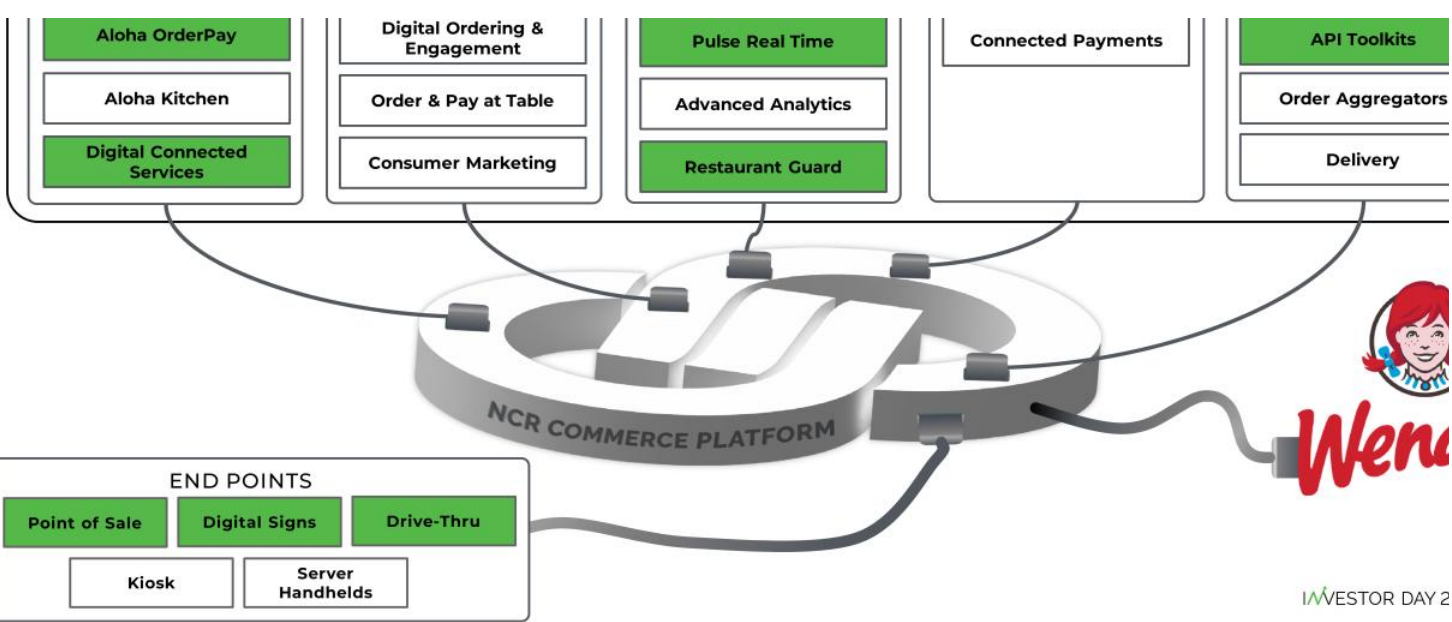 Aloha OrderPay
Aloha Kitchen
Digital Connected
Services
Digital Ordering &
Engagement
Order & Pay at Table
Consumer Marketing
Pulse Real Time
Advanced Analytics
Restaurant Guard
Connected Payments
API Toolkits
Order Aggregators
Delivery
NCR COMMERCE PLATFORM
END POINTS
Point of Sale
Digital Signs
Drive-Thru
Kiosk
Server
Handhelds
INVESTOR DAY